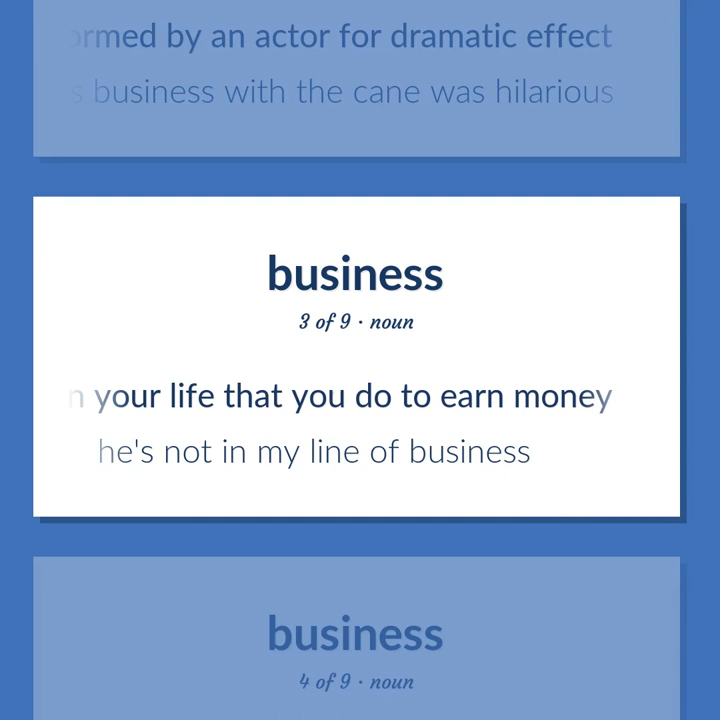 by an actor for dramatic effect
business with the cane was hilarious
business
3 of 9 · noun
your life that you do to earn money
he's not in my line of business
business
4 of 9 · noun